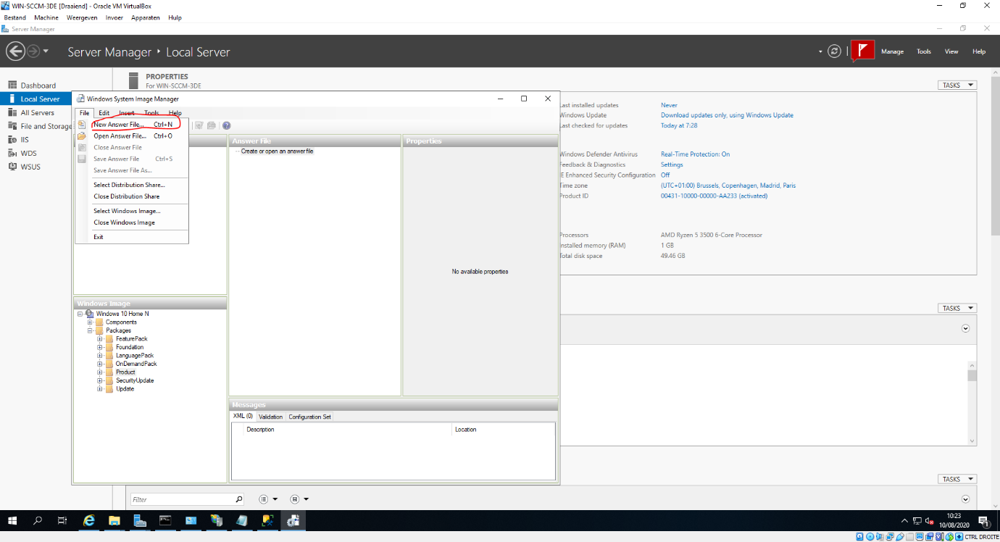 WIN-SCCM-3DE [Draaiend] - Oracle VM VirtualBox
Bestand Machine Weergeven Invoer Apparaten Hulp
Server Manager
Server Manager Local Server
Manage Tools View Help
Dashboard
Local Server
All Servers
File and Storage
IIS
WDS
WSUS
PROPERTIES
For WIN-SCCM-3DE
TASKS
Windows System Image Manager
File Edit Insert Tools Help
New Answer File... Ctrl+N
Open Answer File... Ctrl+O
Close Answer File
Save Answer File Ctrl+S
Save Answer File As...
Select Distribution Share...
Close Distribution Share
Select Windows Image...
Close Windows Image
Exit
Answer File
Create or open an answer file
Properties
No available properties
Windows Image
Windows 10 Home N
Components
Packages
FeaturePack
Foundation
LanguagePack
OnDemandPack
Product
SecurityUpdate
Update
Messages
XML (0) Validation Configuration Set
Description Location
Last installed updates Never
Windows Update Download updates only, using Windows Update
Last checked for updates Today at 7:28
Windows Defender Antivirus Real-Time Protection: On
Feedback & Diagnostics Settings
IE Enhanced Security Configuration Off
Time zone (UTC+01:00) Brussels, Copenhagen, Madrid, Paris
Product ID 00431-10000-00000-AA233 (activated)
Processors AMD Ryzen 5 3500 6-Core Processor
Installed memory (RAM) 1 GB
Total disk space 49.46 GB
TASKS
TASKS
Filter
10:23
10/08/2020
1
CTRL DROITE